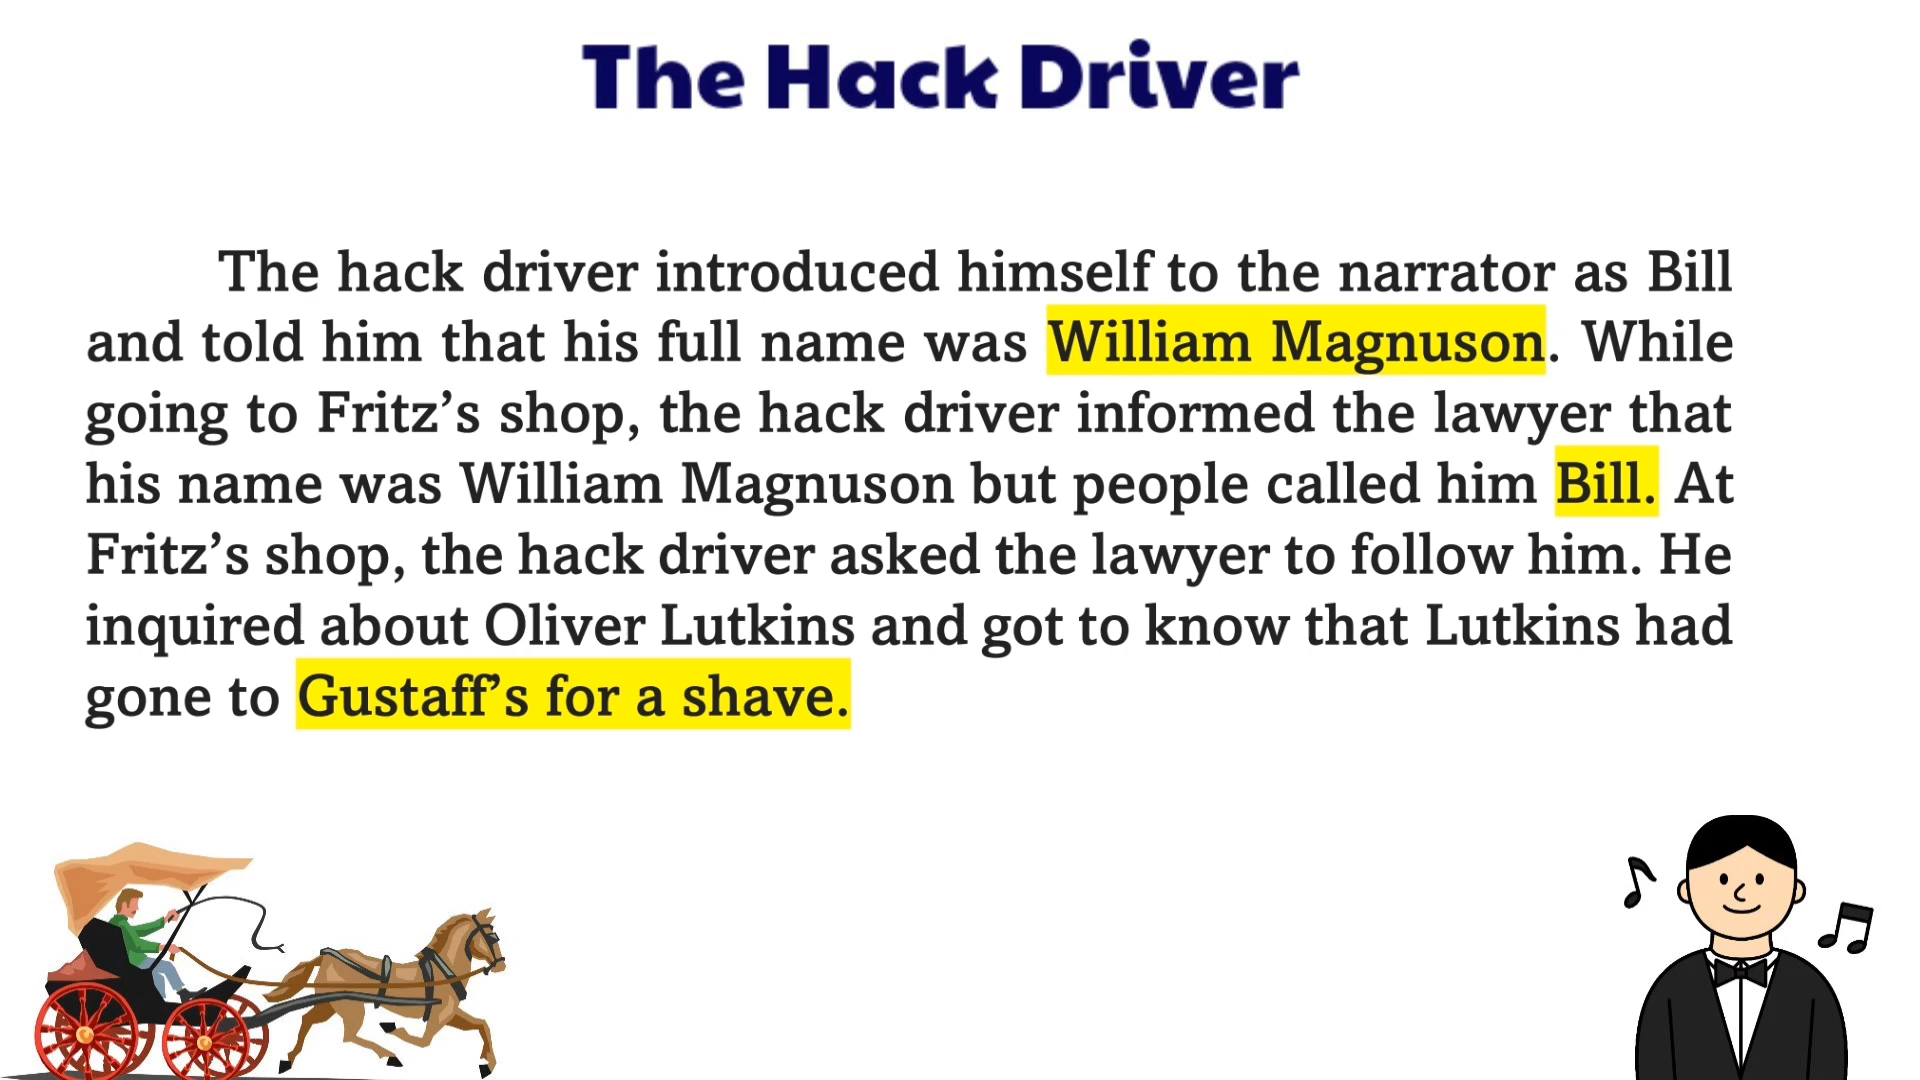 The Hack Driver
The hack driver introduced himself to the narrator as Bill
and told him that his full name was William Magnuson. While
going to Fritz’s shop, the hack driver informed the lawyer that
his name was William Magnuson but people called him Bill. At
Fritz’s shop, the hack driver asked the lawyer to follow him. He
inquired about Oliver Lutkins and got to know that Lutkins had
gone to Gustaff’s for a shave.